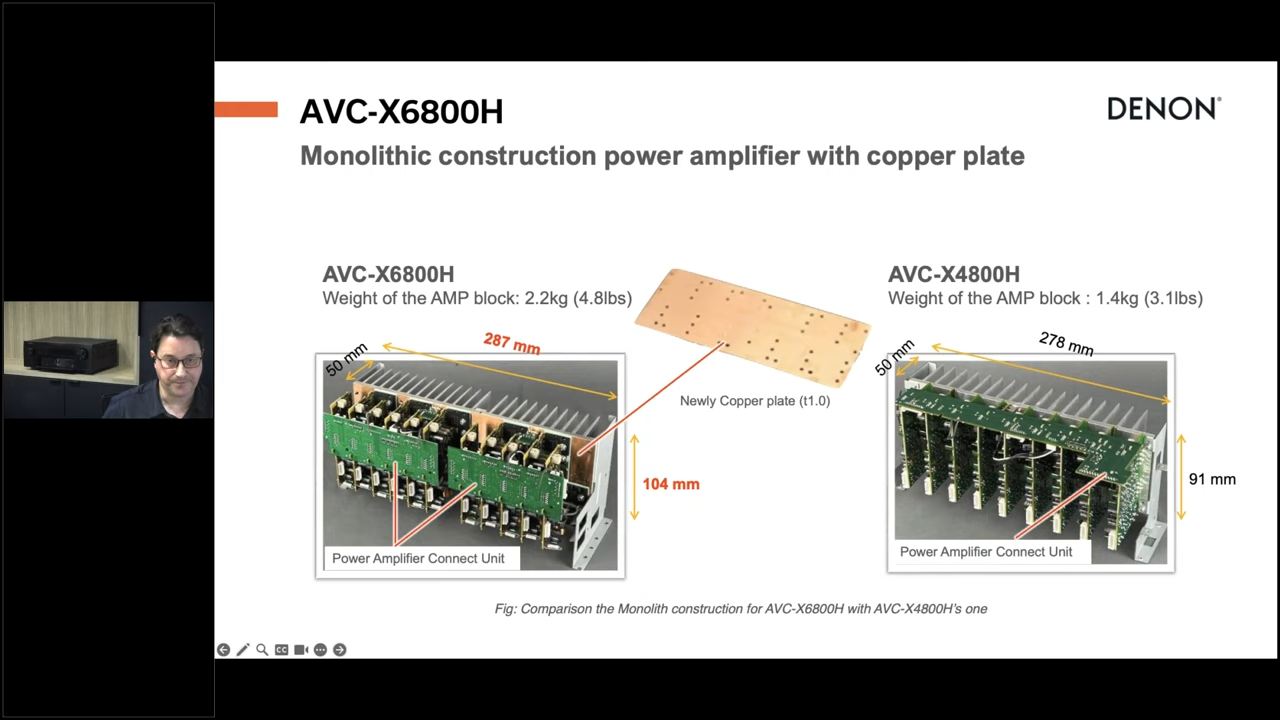 AVC-X6800H
DENON®
Monolithic construction power amplifier with copper plate
AVC-X6800H
Weight of the AMP block: 2.2kg (4.8lbs)
50 mm
287 mm
104 mm
Power Amplifier Connect Unit
Newly Copper plate (t1.0)
AVC-X4800H
Weight of the AMP block : 1.4kg (3.1lbs)
50 mm
278 mm
91 mm
Power Amplifier Connect Unit
Fig: Comparison the Monolith construction for AVC-X6800H with AVC-X4800H's one
CC